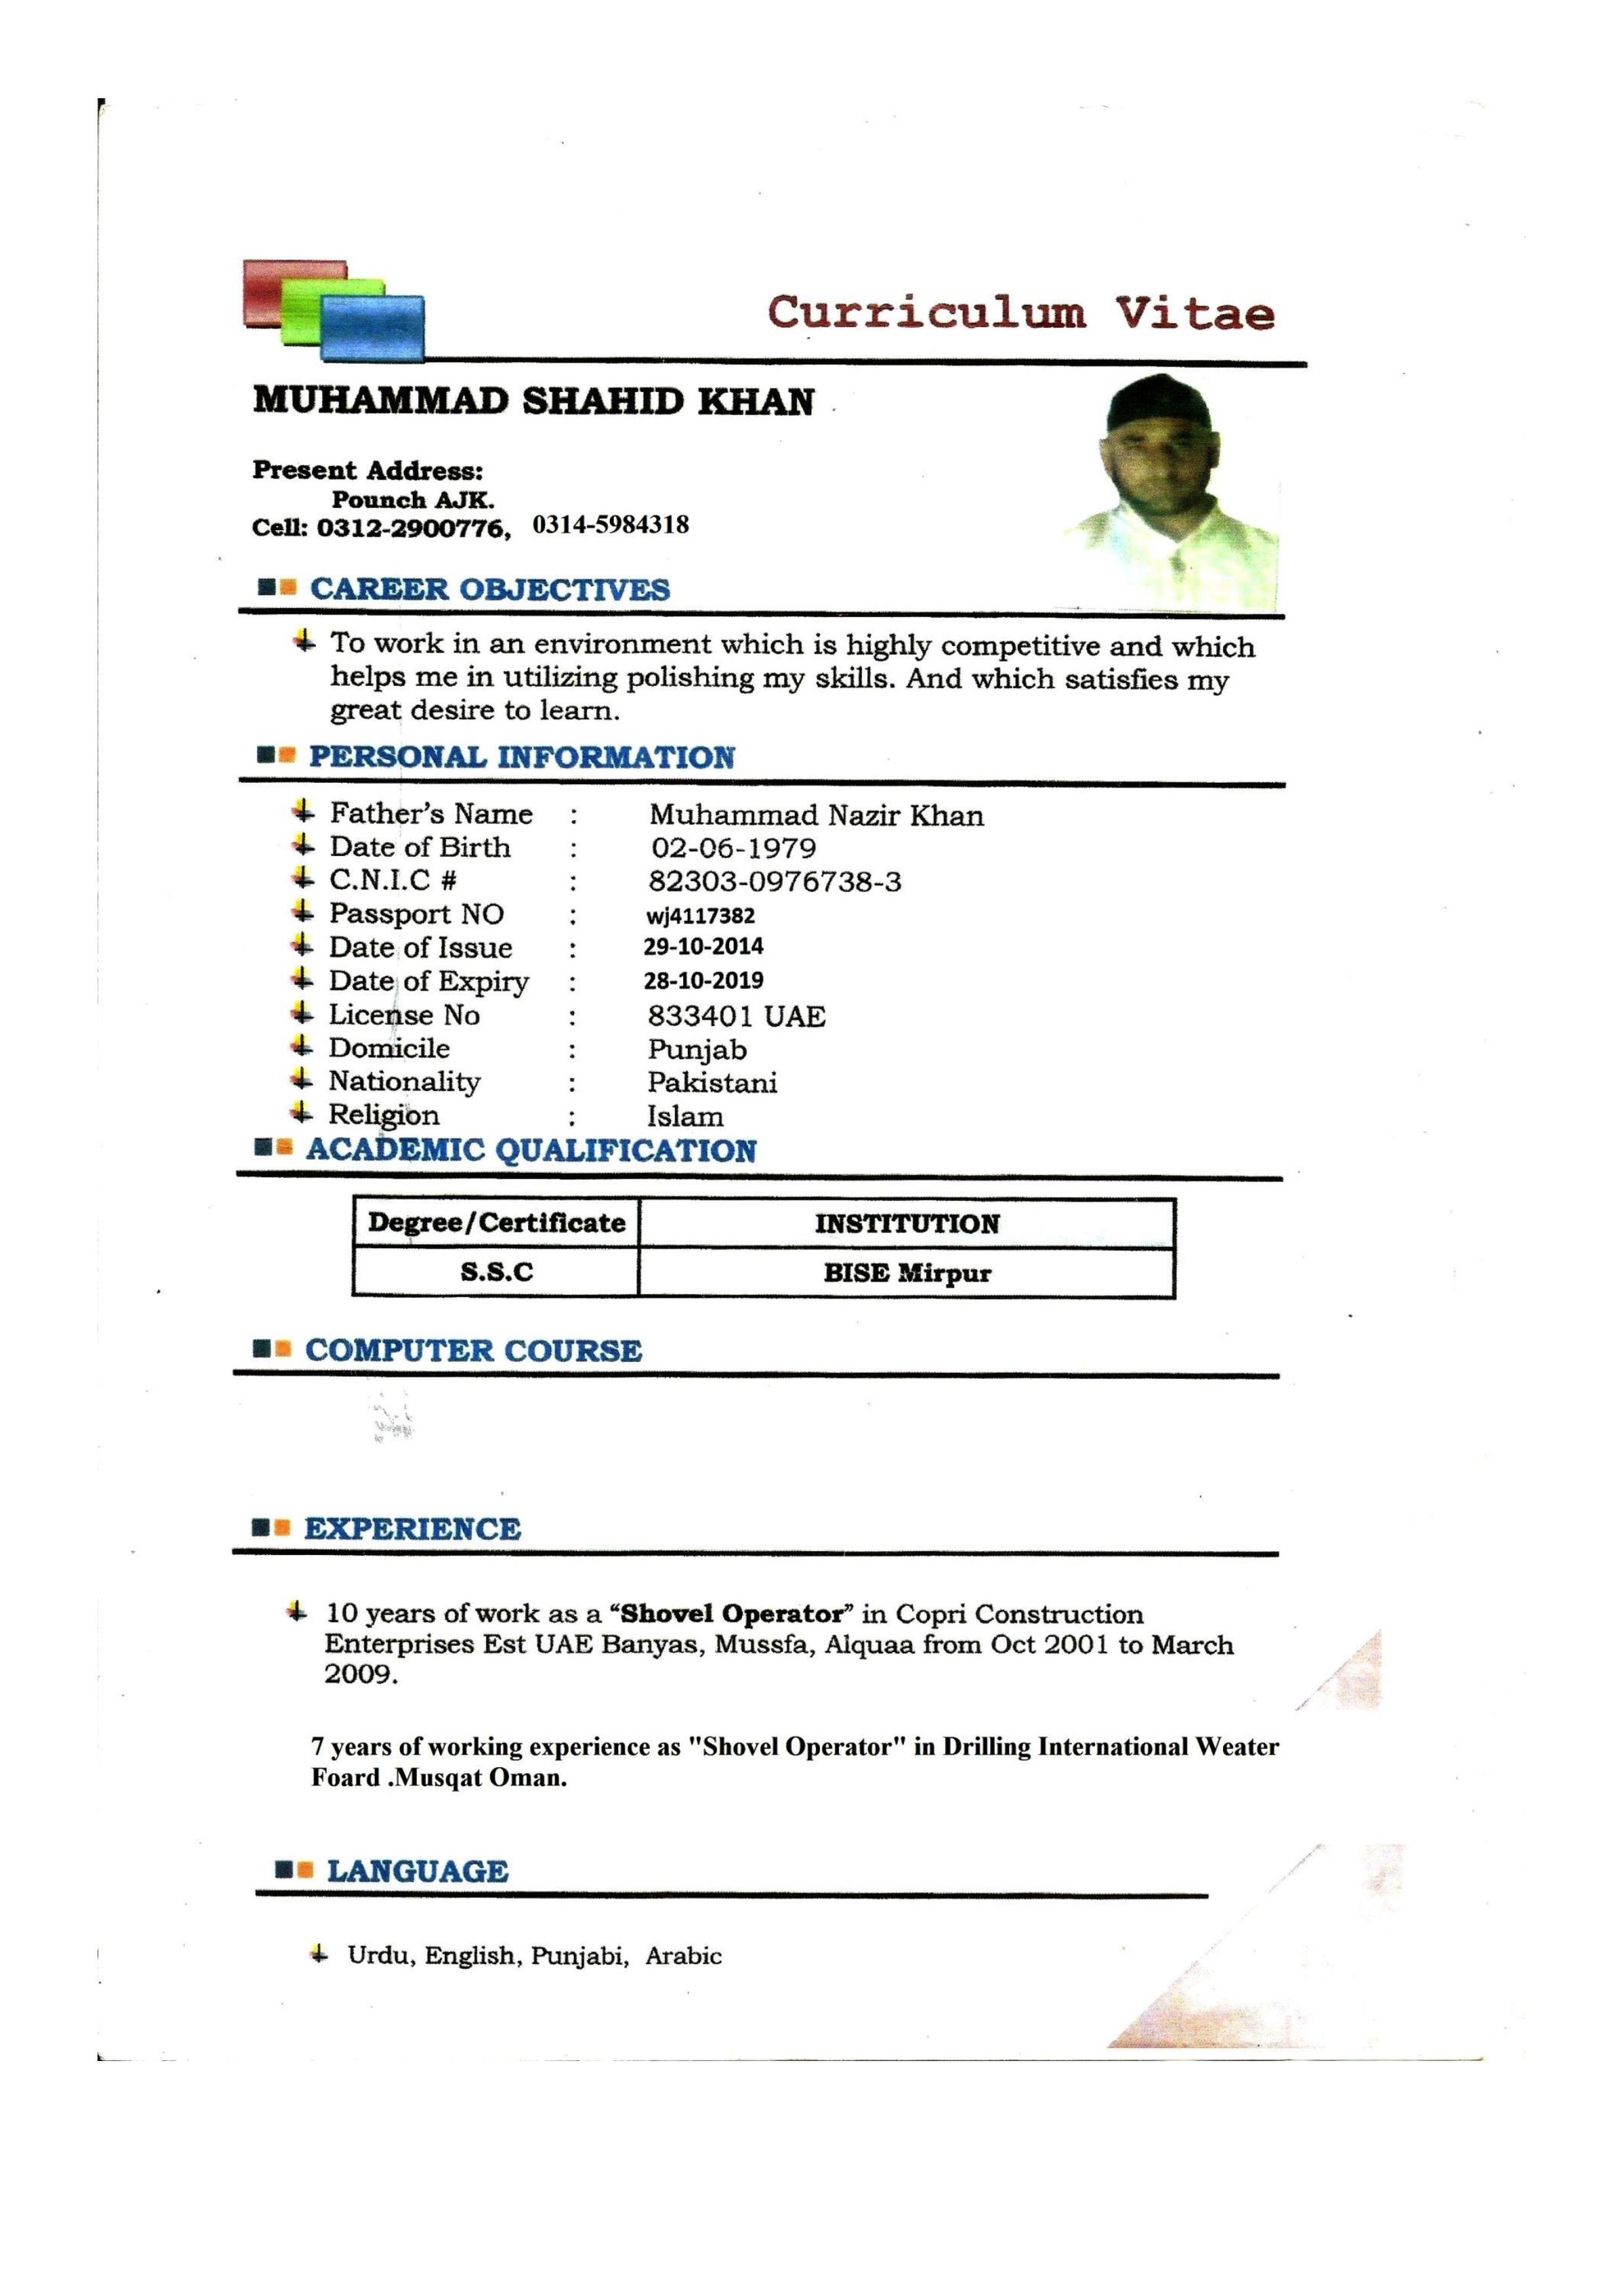 Curriculum Vitae
MUHAMMAD SHAHID KHAN
Present Address:
Pounch AJK.
Cell: 0312-2900776, 0314-5984318
CAREER OBJECTIVES
To work in an environment which is highly competitive and which
helps me in utilizing polishing my skills. And which satisfies my
great desire to learn.
PERSONAL INFORMATION
Father's Name : Muhammad Nazir Khan
Date of Birth : 02-06-1979
C.N.I.C # : 82303-0976738-3
Passport NO : wj4117382
Date of Issue : 29-10-2014
Date of Expiry : 28-10-2019
License No : 833401 UAE
Domicile : Punjab
Nationality : Pakistani
Religion : Islam
ACADEMIC QUALIFICATION
Degree/Certificate INSTITUTION
S.S.C BISE Mirpur
COMPUTER COURSE
EXPERIENCE
10 years of work as a “Shovel Operator” in Copri Construction
Enterprises Est UAE Banyas, Mussfa, Alquaa from Oct 2001 to March
2009.
7 years of working experience as "Shovel Operator" in Drilling International Weater
Foard .Musqat Oman.
LANGUAGE
Urdu, English, Punjabi, Arabic